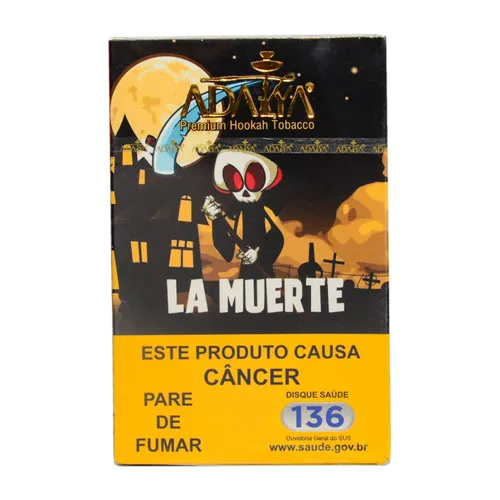 ADALYA
Premium Hookah Tobacco
LA MUERTE
ESTE PRODUTO CAUSA
CÂNCER
PARE
DE
FUMAR
DISQUE SAÚDE
136
Ouvidoria Geral do SUS
www.saude.gov.br